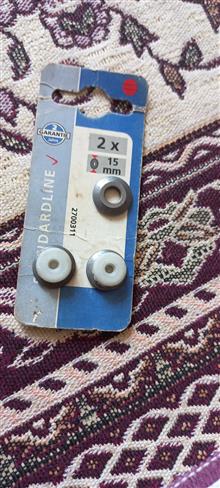 GARANTIE
2 x
15
mm
STANDARDLINE
2700311